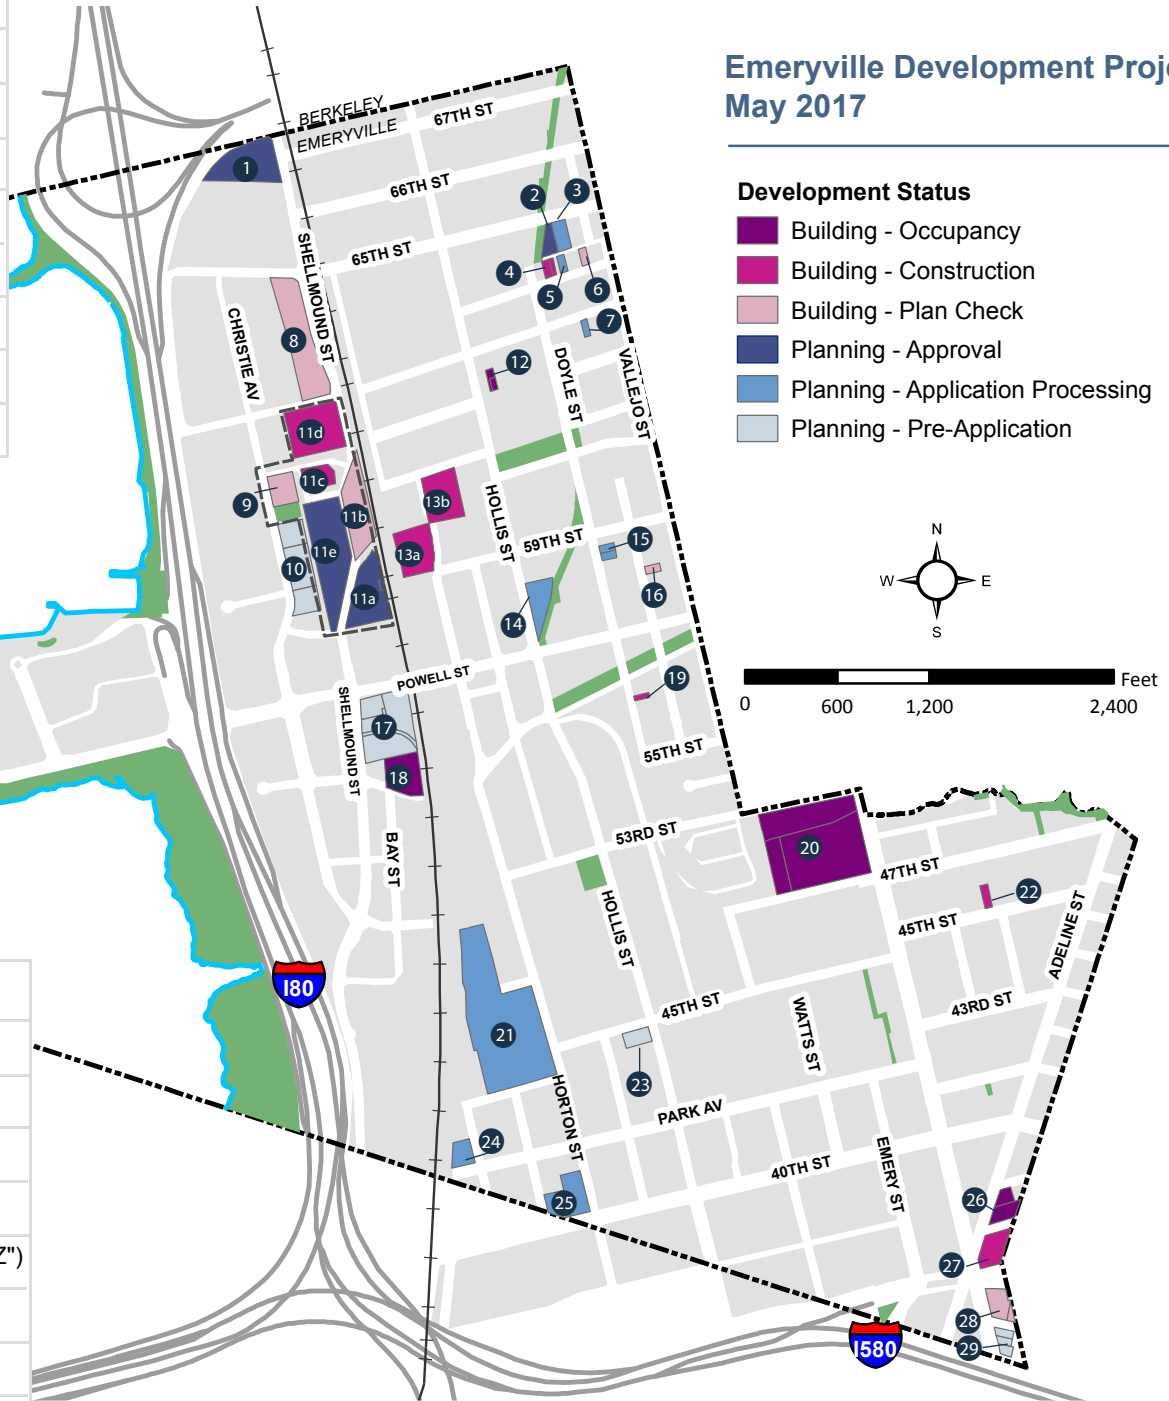 Emeryville Development Proje
May 2017
Development Status
Building - Occupancy
Building - Construction
Building - Plan Check
Planning - Approval
Planning - Application Processing
Planning - Pre-Application
N
W
E
S
Feet
0
600
1,200
2,400
BERKELEY
EMERYVILLE
67TH ST
66TH ST
65TH ST
SHELLMOUND ST
CHRISTIE AV
DOYLE ST
VALLEJO ST
HOLLIS ST
59TH ST
POWELL ST
SHELLMOUND ST
55TH ST
53RD ST
BAY ST
HOLLIS ST
47TH ST
45TH ST
ADELINE ST
43RD ST
45TH ST
WATTS ST
HORTON ST
PARK AV
40TH ST
EMERY ST
I80
I580
1
2
3
4
5
6
7
8
9
10
11a
11b
11c
11d
11e
12
13a
13b
14
15
16
17
18
19
20
21
22
23
24
25
26
27
28
29
Z")